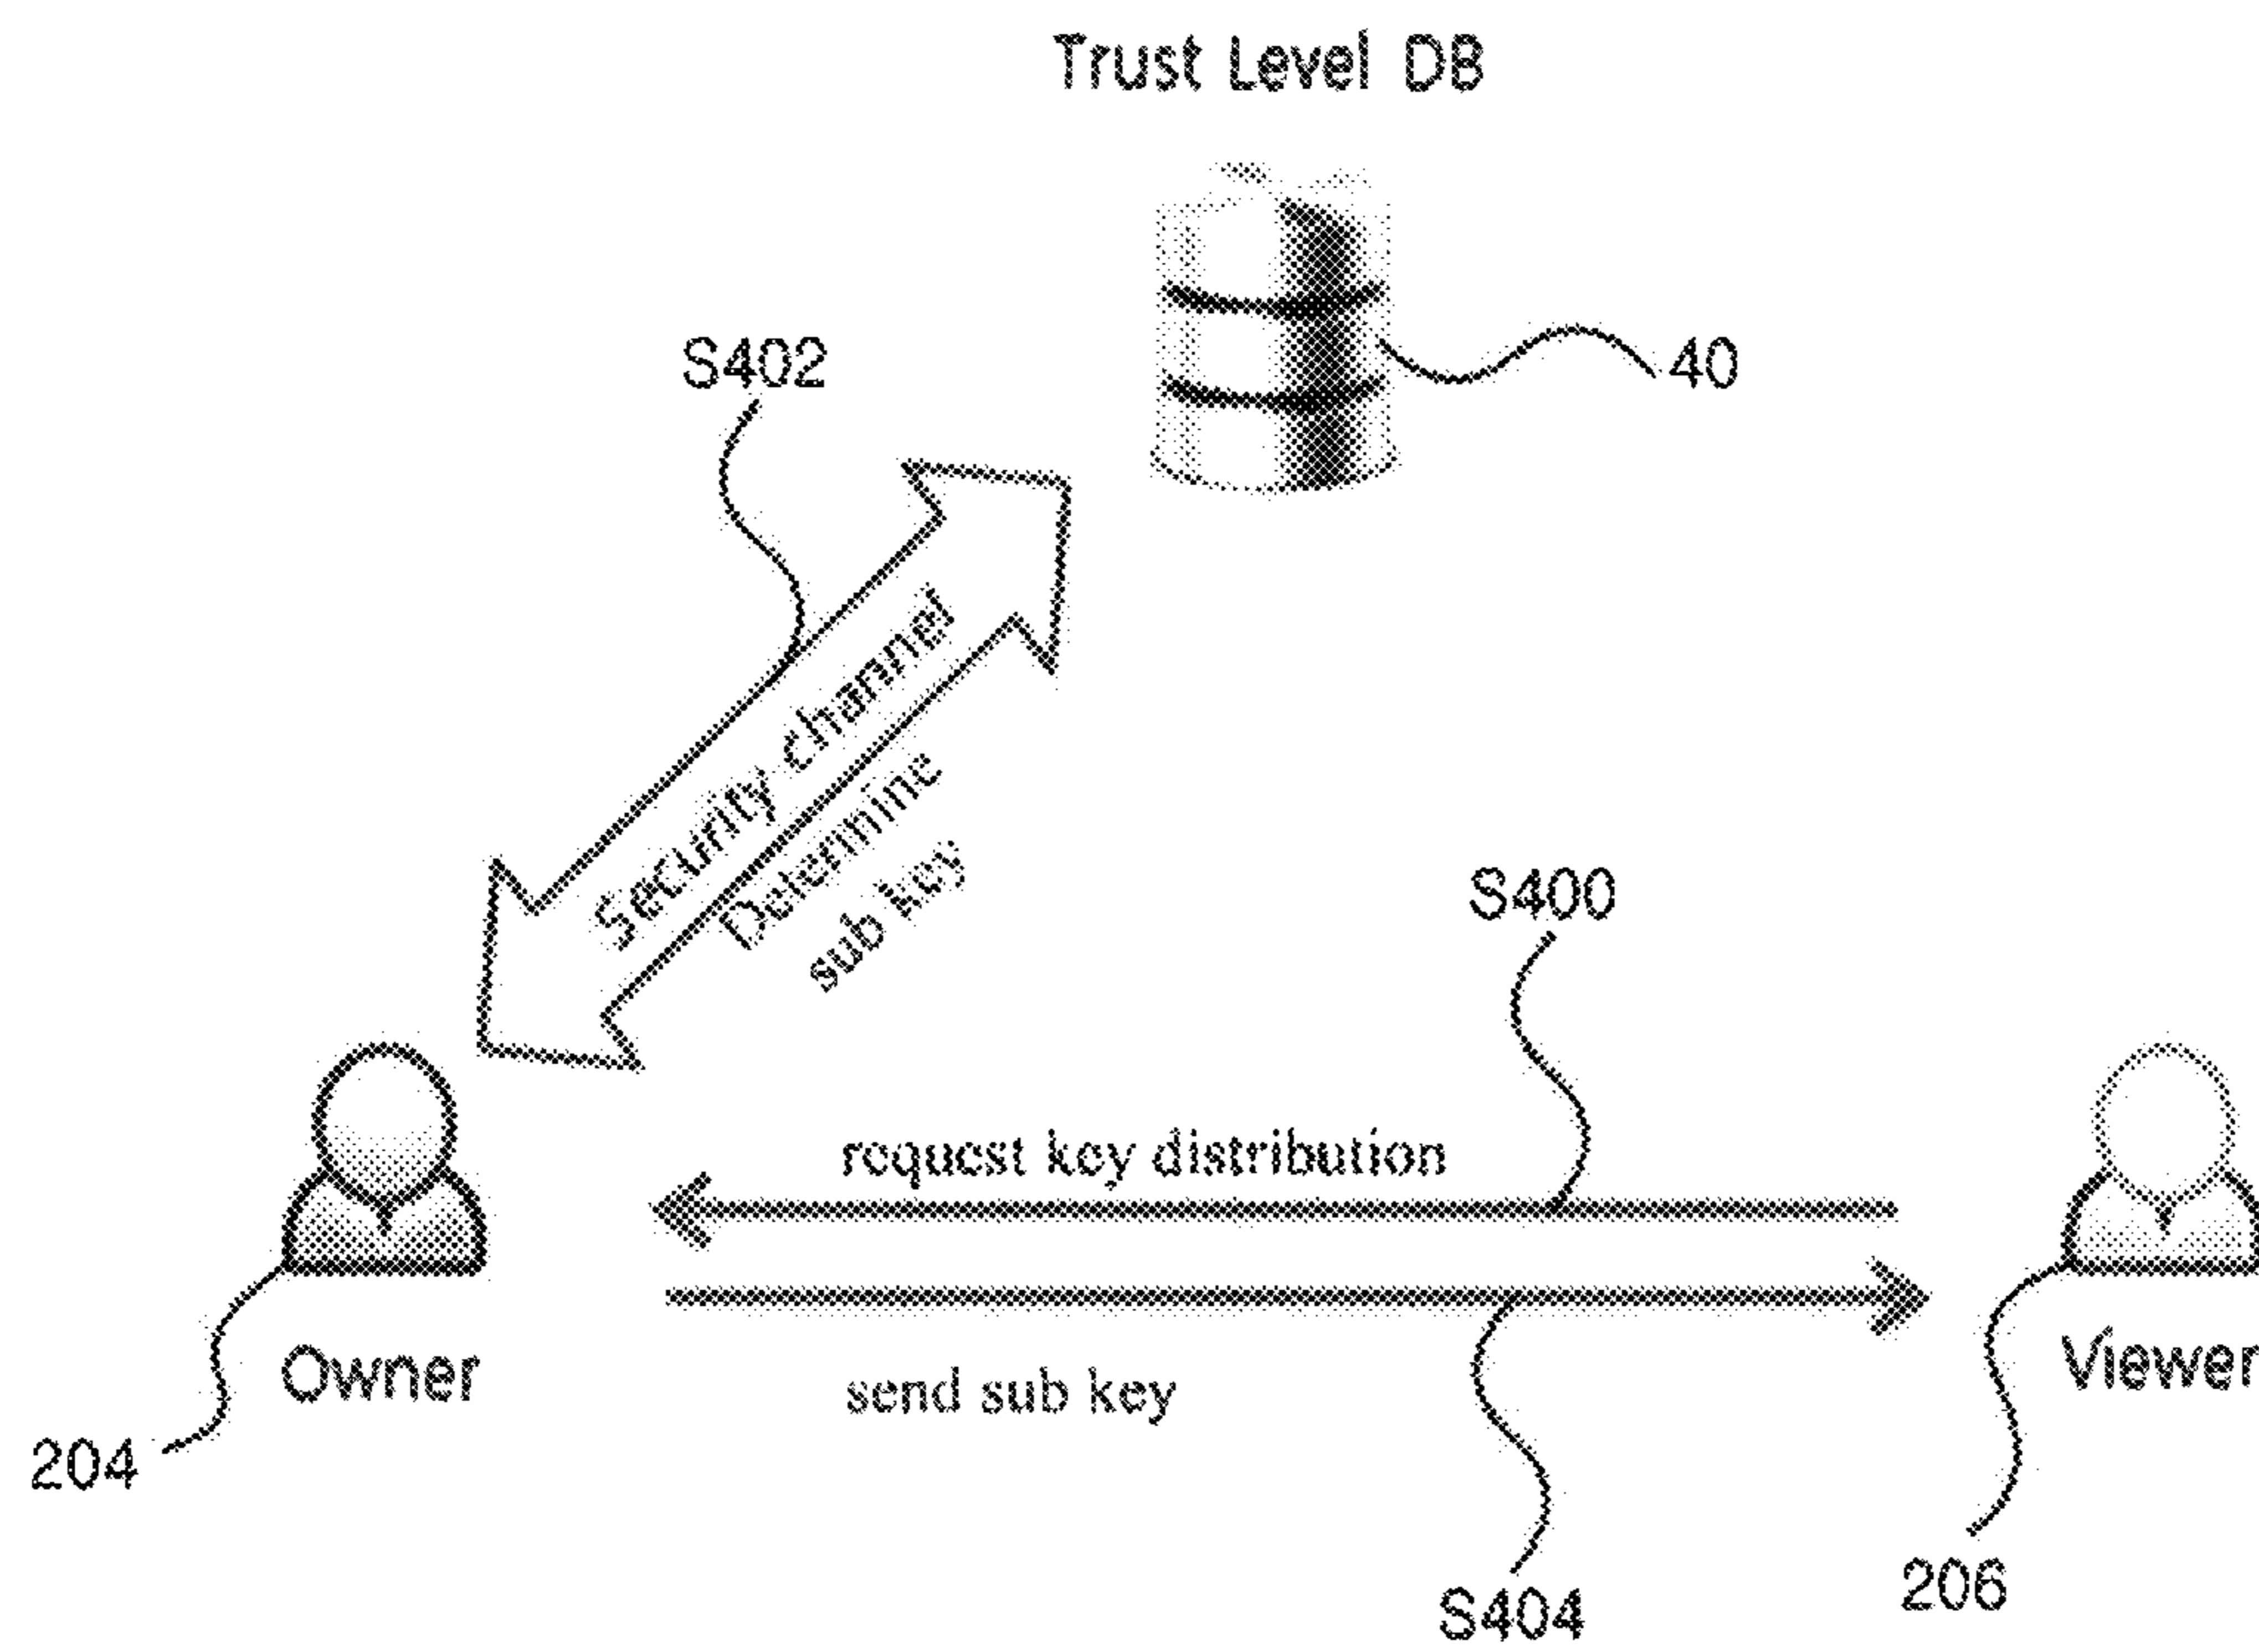 Trust Level DB
S402
40
Security channel
Determine
sub key
S400
request key distribution
Owner
send sub key
Viewer
204
206
S404